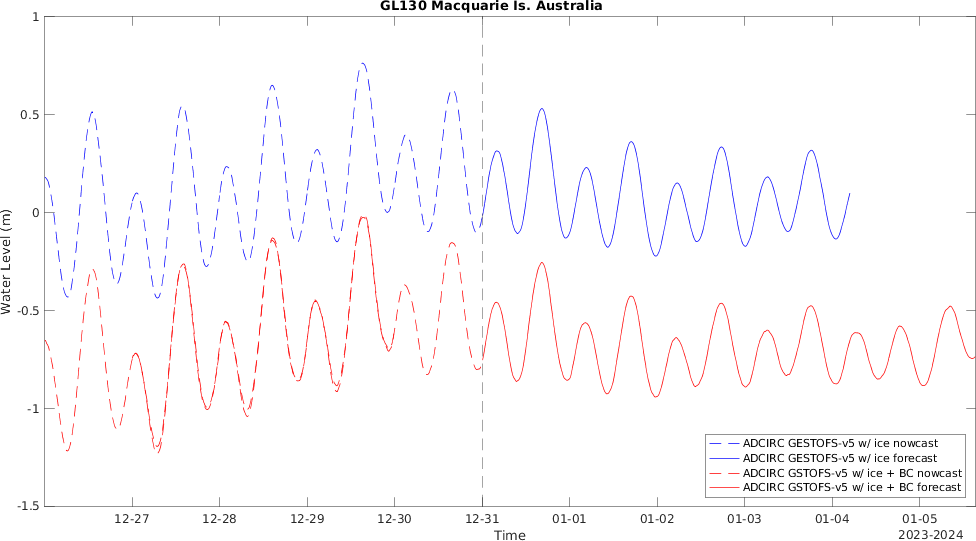 GL130 Macquarie Is. Australia
Water Level (m)
1
0.5
0
-0.5
-1
-1.5
12-27
12-28
12-29
12-30
12-31
01-01
01-02
01-03
01-04
01-05
Time
2023-2024
ADCIRC GESTOFS-v5 w/ ice nowcast
ADCIRC GESTOFS-v5 w/ ice forecast
ADCIRC GSTOFS-v5 w/ ice + BC nowcast
ADCIRC GSTOFS-v5 w/ ice + BC forecast